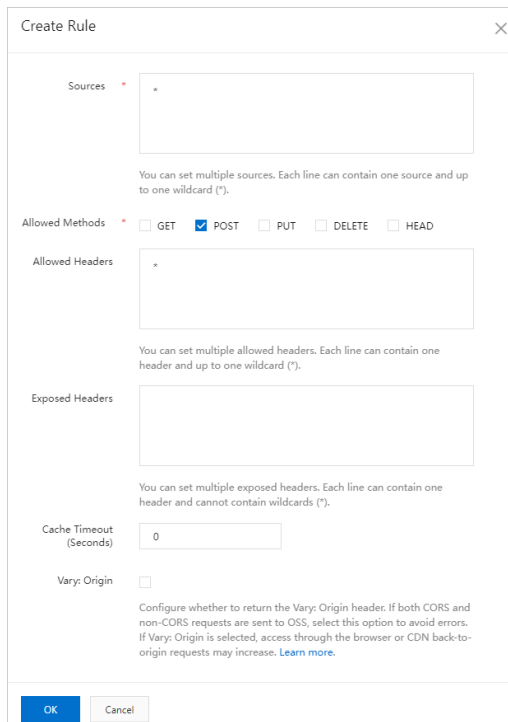 Create Rule
Sources *
*
You can set multiple sources. Each line can contain one source and up
to one wildcard (*).
Allowed Methods * GET POST PUT DELETE HEAD
Allowed Headers
*
You can set multiple allowed headers. Each line can contain one
header and up to one wildcard (*).
Exposed Headers
You can set multiple exposed headers. Each line can contain one
header and cannot contain wildcards (*).
Cache Timeout
(Seconds)
0
Vary: Origin
Configure whether to return the Vary: Origin header. If both CORS and
non-CORS requests are sent to OSS, select this option to avoid errors.
If Vary: Origin is selected, access through the browser or CDN back-to-
origin requests may increase. Learn more.
OK Cancel